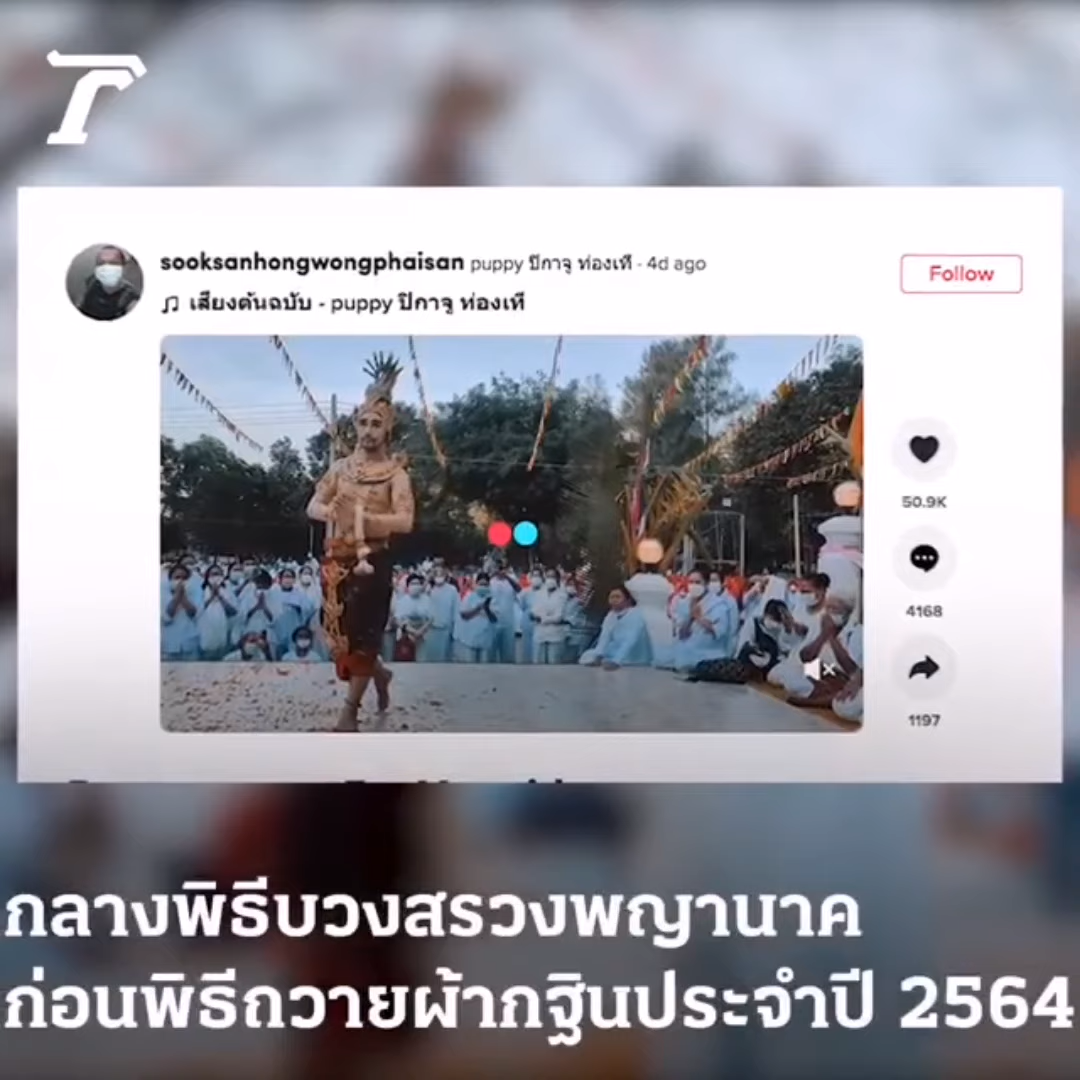 sooksanhongwongphaisan puppy ปิกาจู ท่องเที · 4d ago
Follow
♫ เสียงต้นฉบับ - puppy ปิกาจู ท่องเที
50.9K
4168
1197
กลางพิธีบวงสรวงพญานาค
ก่อนพิธีถวายผ้ากฐินประจำปี 2564